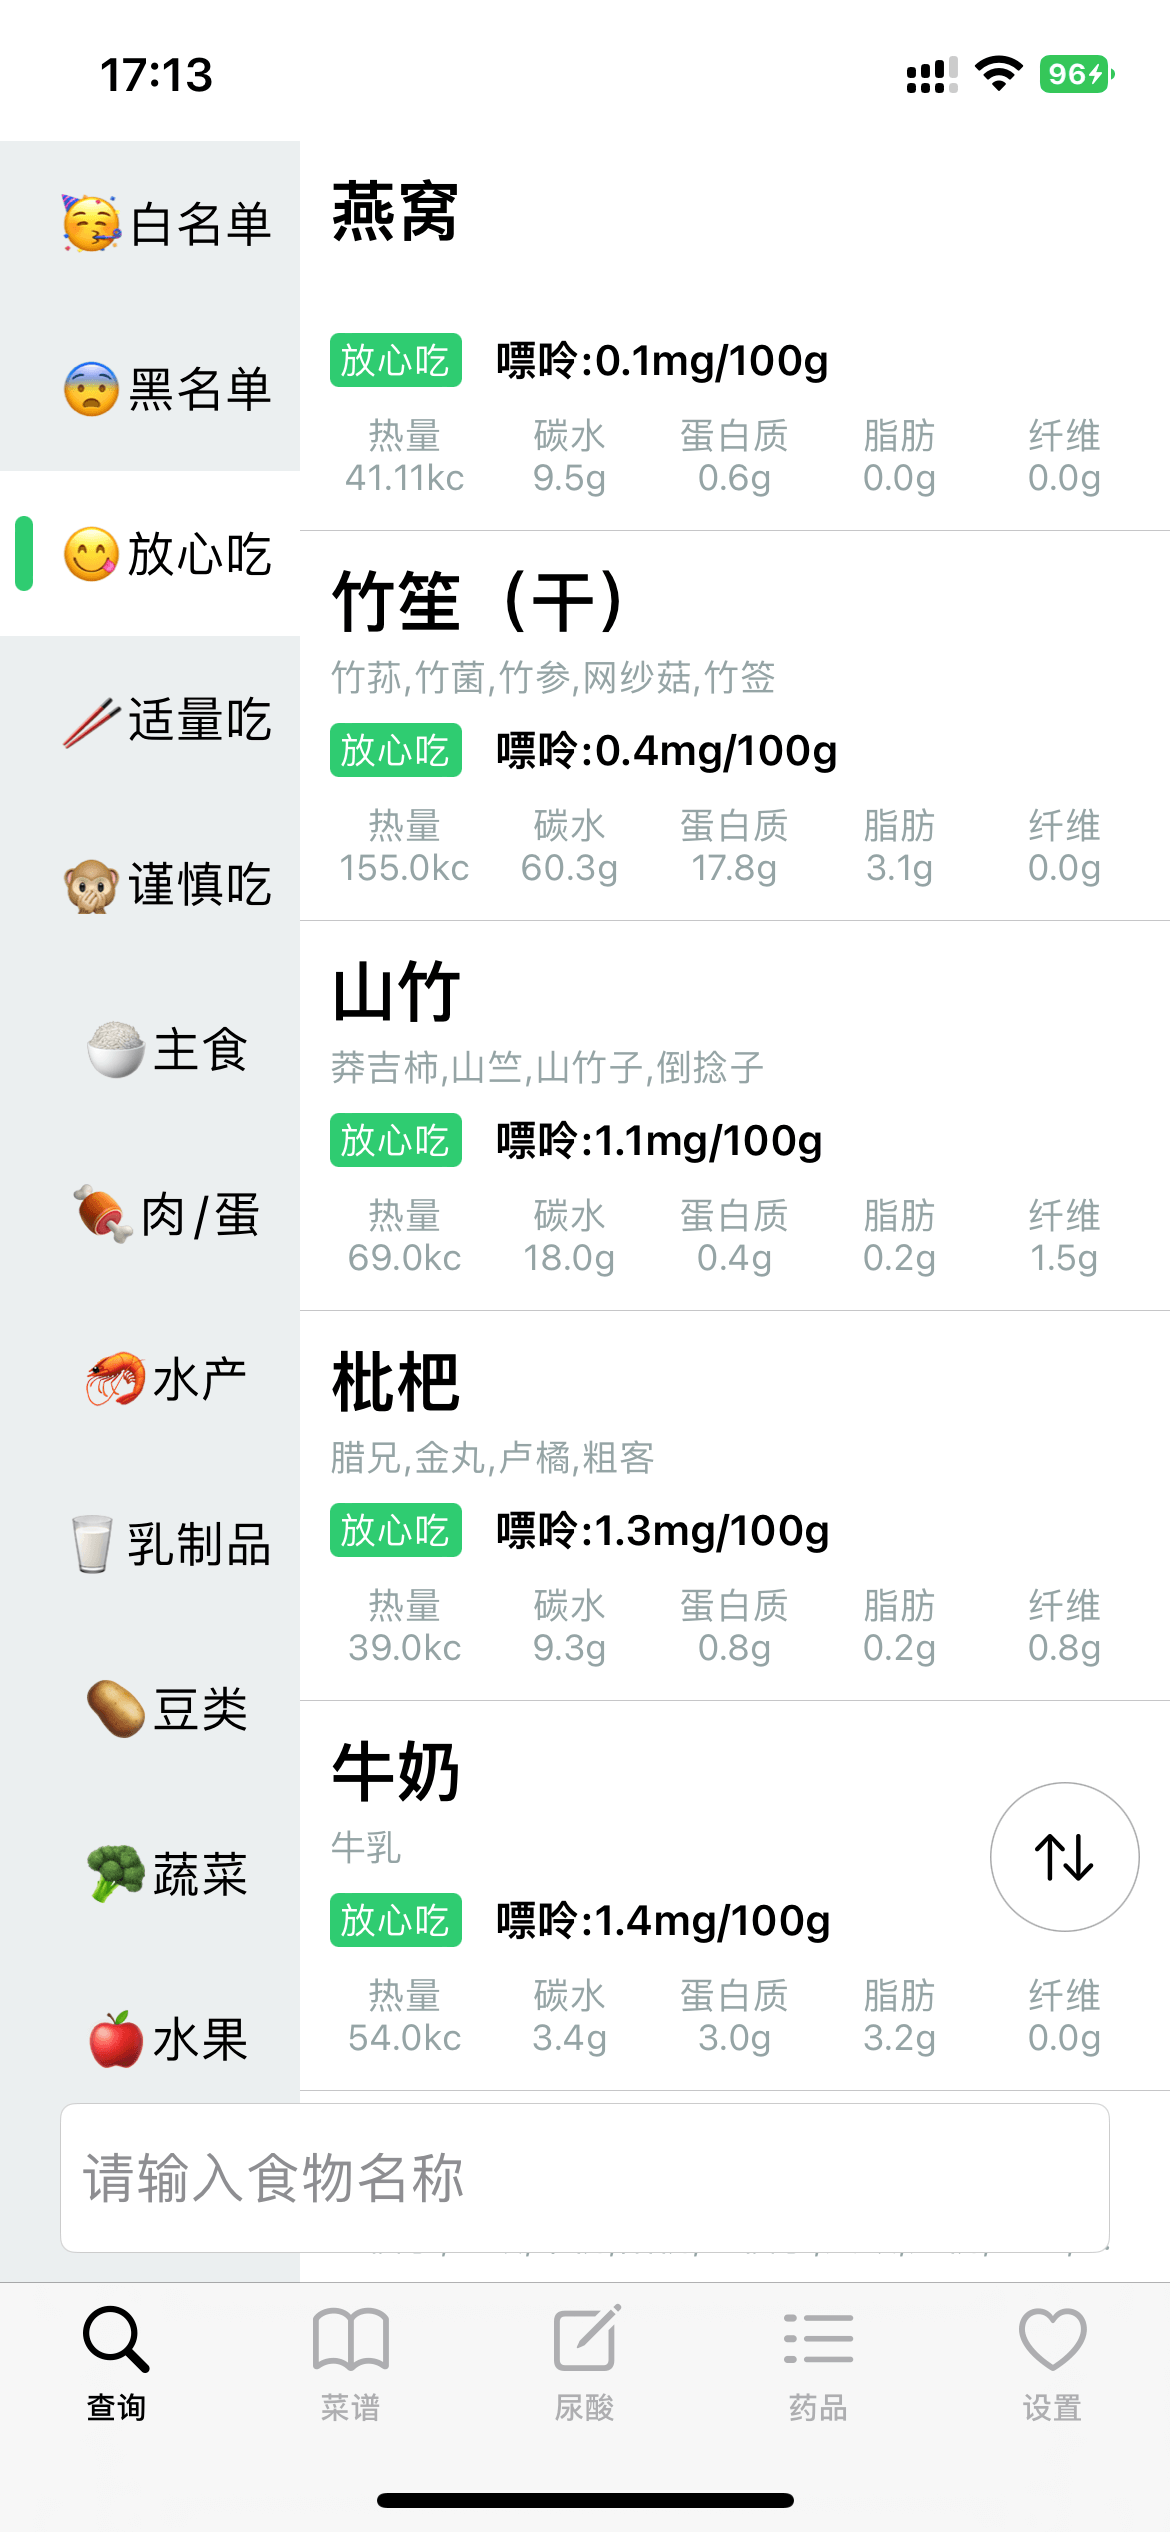 17:13
96
白名单
黑名单
放心吃
适量吃
谨慎吃
主食
肉/蛋
水产
乳制品
豆类
蔬菜
水果
燕窝
放心吃 嘌呤:0.1mg/100g
热量 碳水 蛋白质 脂肪 纤维
41.11kc 9.5g 0.6g 0.0g 0.0g
竹笙（干）
竹荪,竹菌,竹参,网纱菇,竹签
放心吃 嘌呤:0.4mg/100g
热量 碳水 蛋白质 脂肪 纤维
155.0kc 60.3g 17.8g 3.1g 0.0g
山竹
莽吉柿,山竺,山竹子,倒捻子
放心吃 嘌呤:1.1mg/100g
热量 碳水 蛋白质 脂肪 纤维
69.0kc 18.0g 0.4g 0.2g 1.5g
枇杷
腊兄,金丸,卢橘,粗客
放心吃 嘌呤:1.3mg/100g
热量 碳水 蛋白质 脂肪 纤维
39.0kc 9.3g 0.8g 0.2g 0.8g
牛奶
牛乳
放心吃 嘌呤:1.4mg/100g
热量 碳水 蛋白质 脂肪 纤维
54.0kc 3.4g 3.0g 3.2g 0.0g
请输入食物名称
查询 菜谱 尿酸 药品 设置